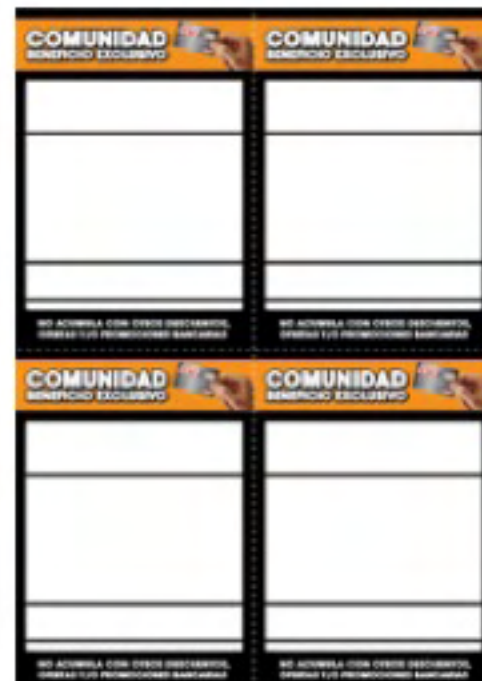 COMUNIDAD
BENEFICIO EXCLUSIVO
COMUNIDAD
BENEFICIO EXCLUSIVO
NO ACUMULA CON OTROS DESCUENTOS,
OFERTAS Y/O PROMOCIONES BANCARIAS
NO ACUMULA CON OTROS DESCUENTOS,
OFERTAS Y/O PROMOCIONES BANCARIAS
COMUNIDAD
BENEFICIO EXCLUSIVO
COMUNIDAD
BENEFICIO EXCLUSIVO
NO ACUMULA CON OTROS DESCUENTOS,
OFERTAS Y/O PROMOCIONES BANCARIAS
NO ACUMULA CON OTROS DESCUENTOS,
OFERTAS Y/O PROMOCIONES BANCARIAS